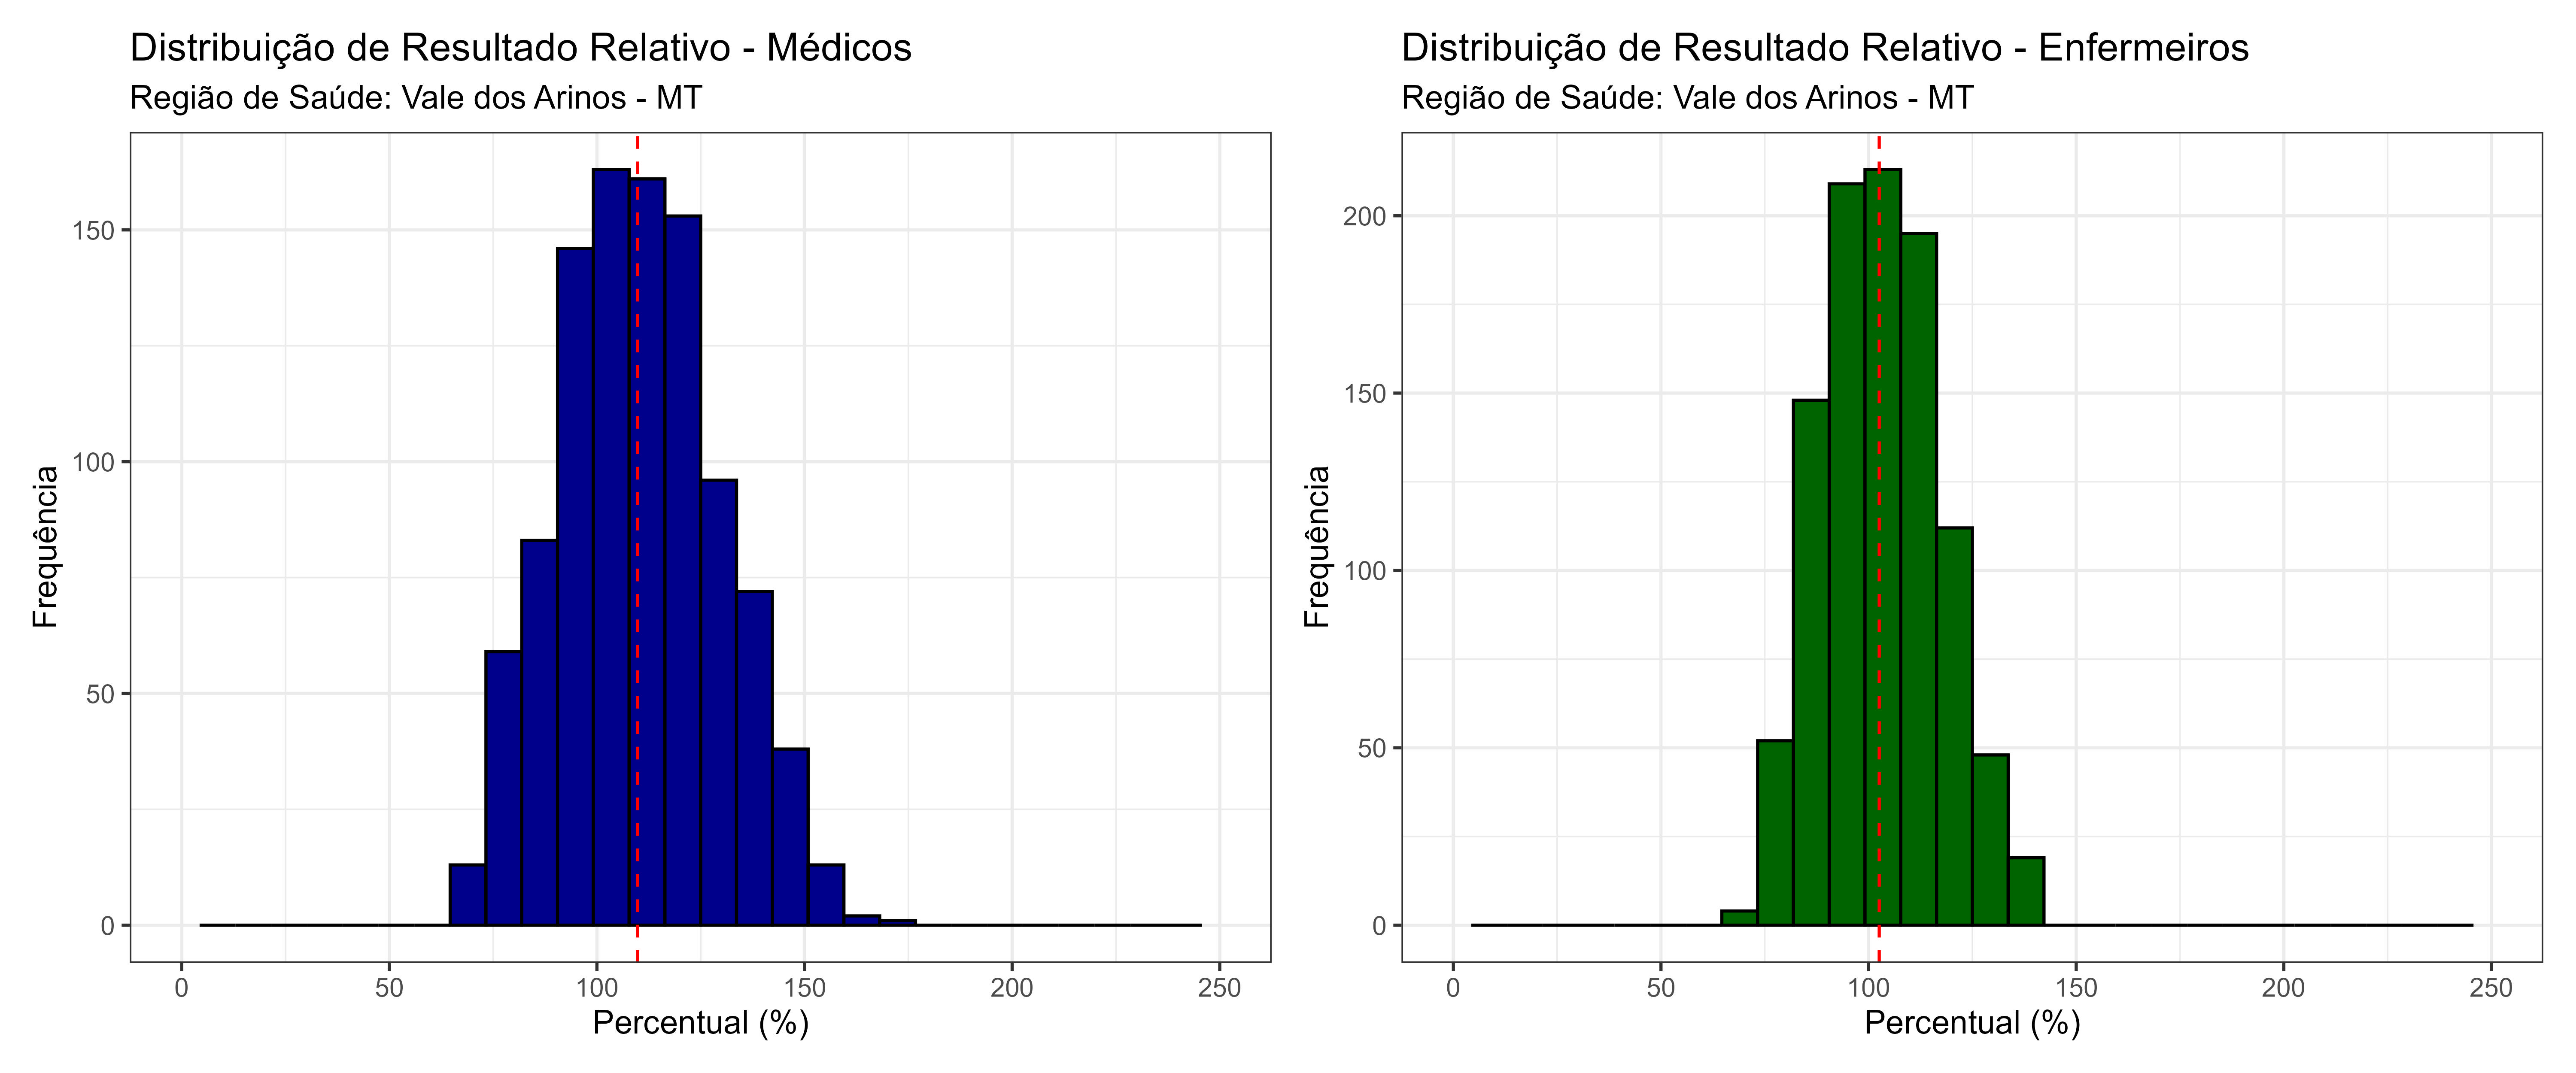 Distribuição de Resultado Relativo - Médicos
Região de Saúde: Vale dos Arinos - MT
Frequência
150
100
50
0
0 50 100 150 200 250
Percentual (%)
Distribuição de Resultado Relativo - Enfermeiros
Região de Saúde: Vale dos Arinos - MT
Frequência
200
150
100
50
0
0 50 100 150 200 250
Percentual (%)